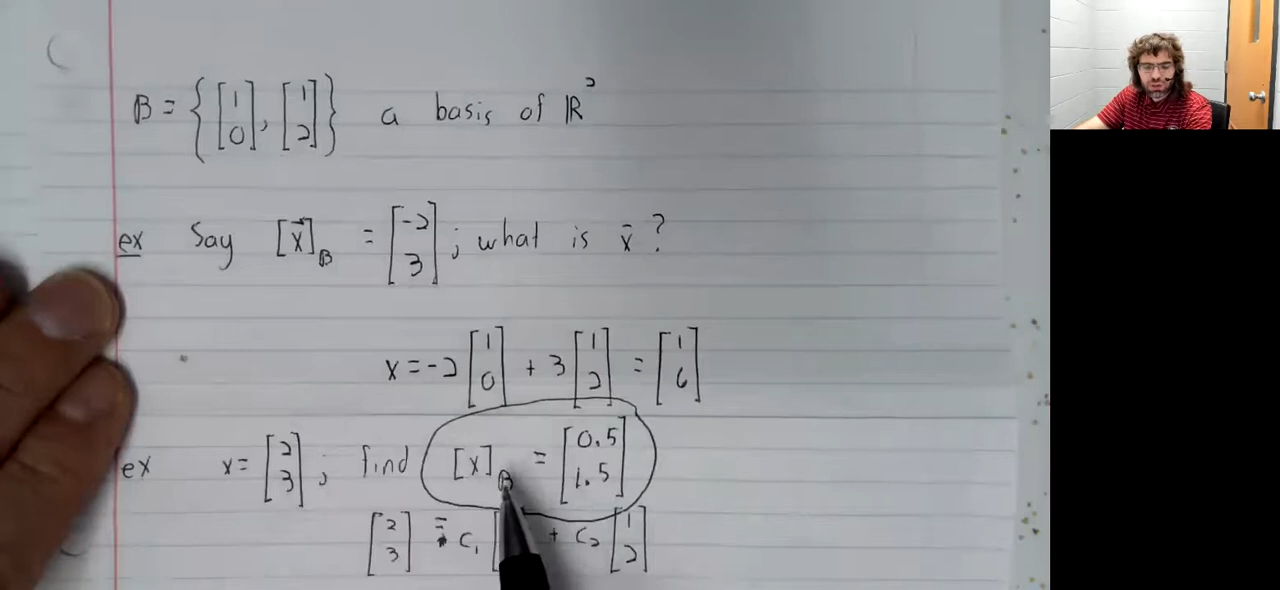 B = { [1 0], [1 2] } a basis of ℝ²
ex Say [x⃗]_B = [-2 3] ; what is x̄ ?
x = -2 [1 0] + 3 [1 2] = [1 6]
ex x = [2 3] ; find [x]_B = [0.5 1.5]
[2 3] = c₁ [ + c₂ [1 2]